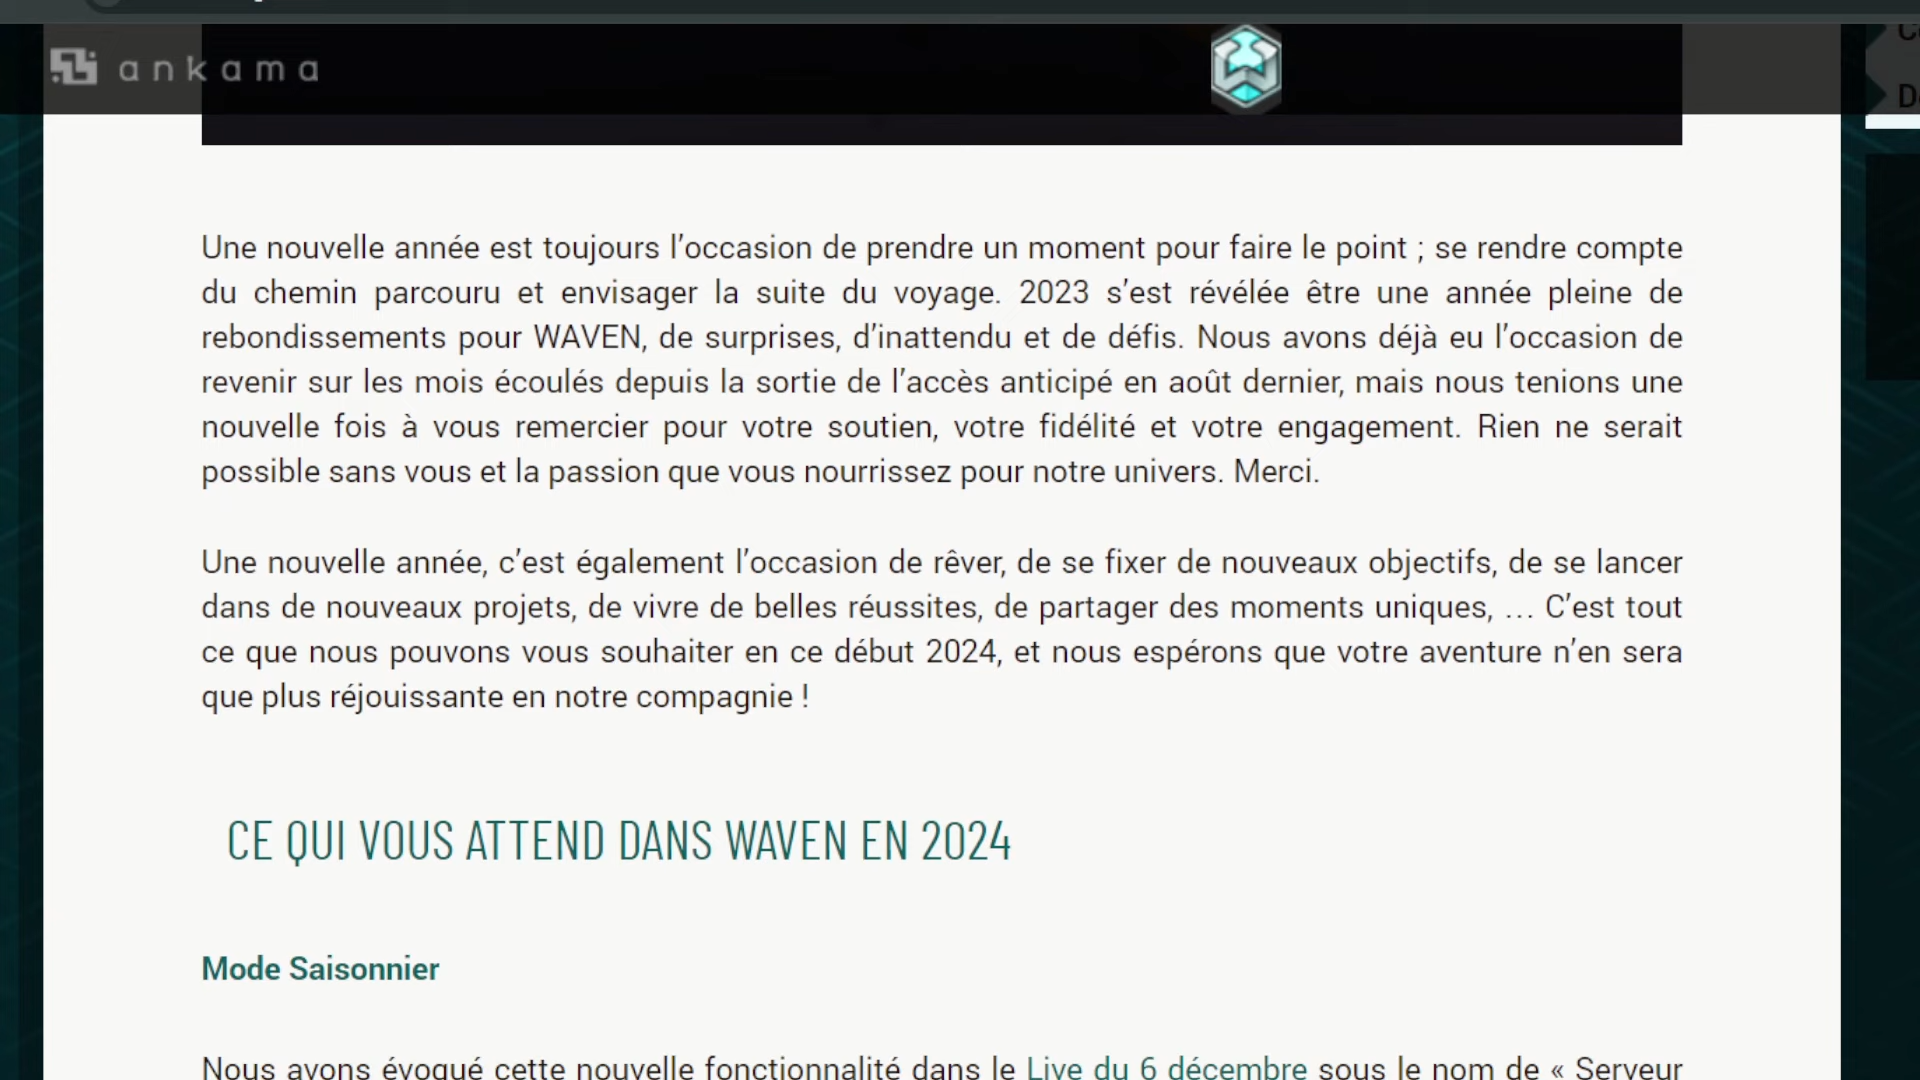 ankama
Une nouvelle année est toujours l’occasion de prendre un moment pour faire le point ; se rendre compte
du chemin parcouru et envisager la suite du voyage. 2023 s’est révélée être une année pleine de
rebondissements pour WAVEN, de surprises, d’inattendu et de défis. Nous avons déjà eu l’occasion de
revenir sur les mois écoulés depuis la sortie de l’accès anticipé en août dernier, mais nous tenions une
nouvelle fois à vous remercier pour votre soutien, votre fidélité et votre engagement. Rien ne serait
possible sans vous et la passion que vous nourrissez pour notre univers. Merci.
Une nouvelle année, c’est également l’occasion de rêver, de se fixer de nouveaux objectifs, de se lancer
dans de nouveaux projets, de vivre de belles réussites, de partager des moments uniques, … C’est tout
ce que nous pouvons vous souhaiter en ce début 2024, et nous espérons que votre aventure n’en sera
que plus réjouissante en notre compagnie !
CE QUI VOUS ATTEND DANS WAVEN EN 2024
Mode Saisonnier
Nous avons évoqué cette nouvelle fonctionnalité dans le Live du 6 décembre sous le nom de « Serveur